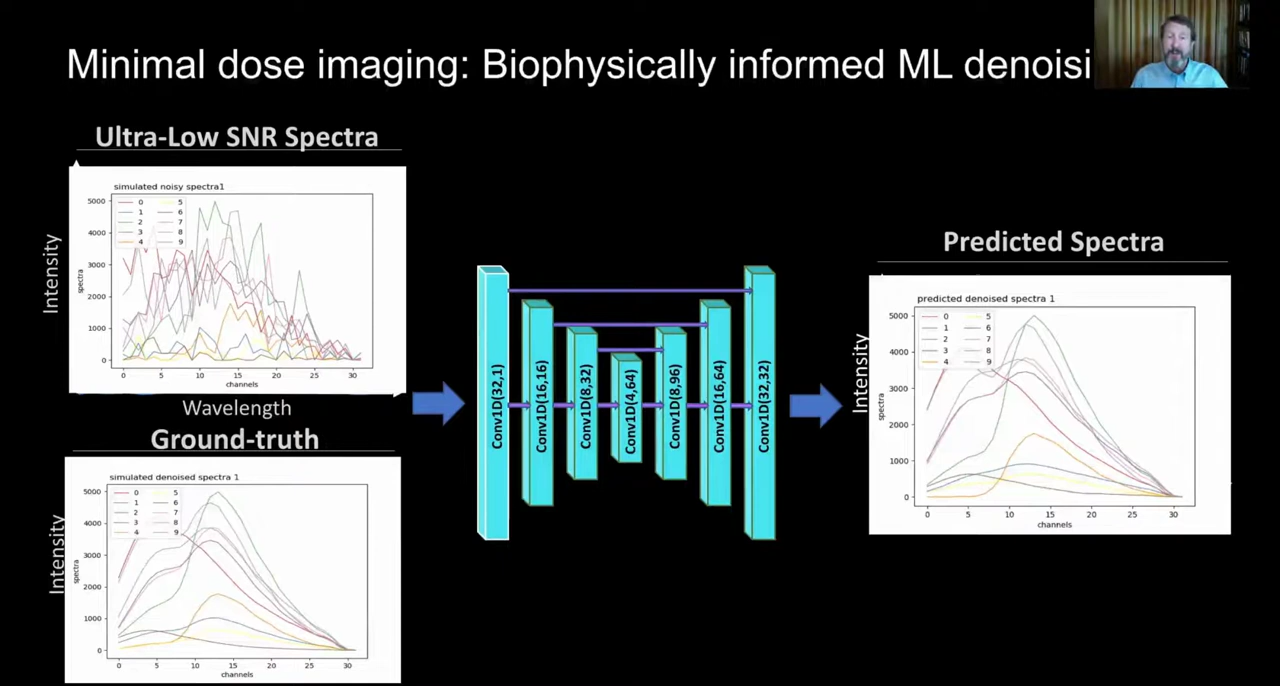 Minimal dose imaging: Biophysically informed ML denoisi
Ultra-Low SNR Spectra
simulated noisy spectra1
Intensity
spectra
5000
4000
3000
2000
1000
0
0 5
1 6
2 7
3 8
4 9
0 5 10 15 20 25 30
channels
Wavelength
Ground-truth
simulated denoised spectra 1
Intensity
spectra
5000
4000
3000
2000
1000
0
0 5
1 6
2 7
3 8
4 9
0 5 10 15 20 25 30
channels
Conv1D(32,1)
Conv1D(16,16)
Conv1D(8,32)
Conv1D(4,64)
Conv1D(8,96)
Conv1D(16,64)
Conv1D(32,32)
Predicted Spectra
predicted denoised spectra 1
Intensity
spectra
5000
4000
3000
2000
1000
0
0 5
1 6
2 7
3 8
4 9
0 5 10 15 20 25 30
channels